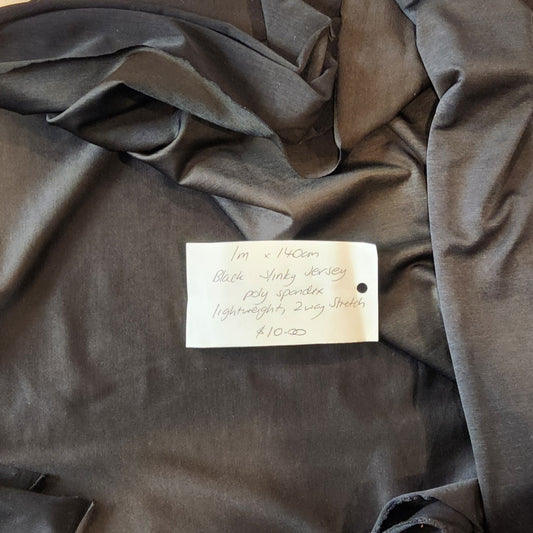 1m x 140cm
Black slinky Jersey
poly spandex
lightweight, 2way Stretch
$10.00